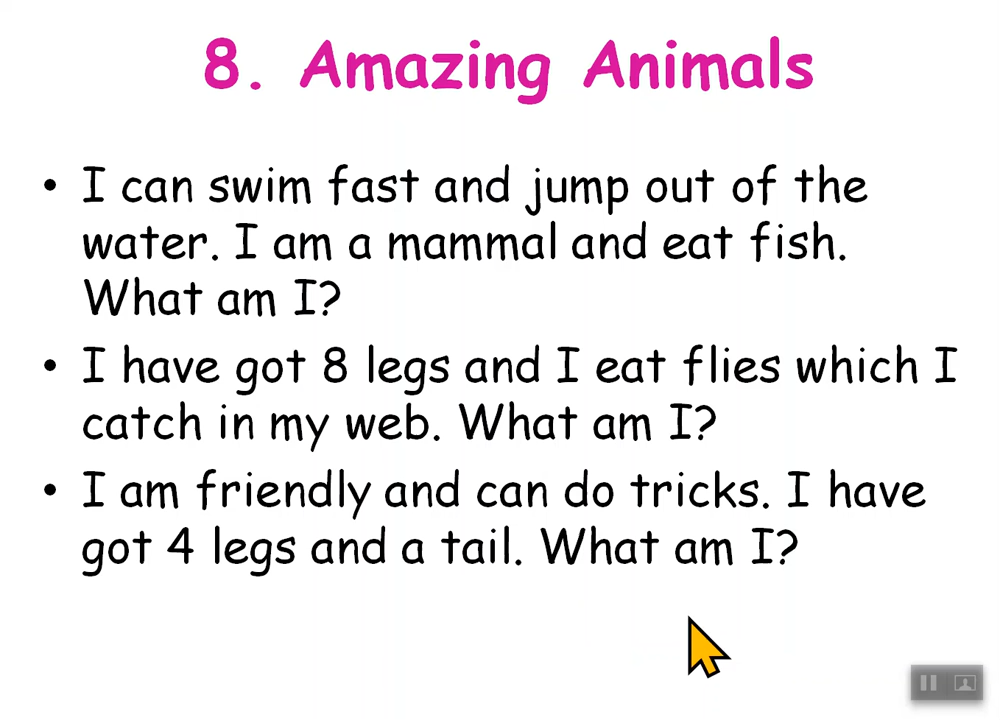 8. Amazing Animals
• I can swim fast and jump out of the
water. I am a mammal and eat fish.
What am I?
• I have got 8 legs and I eat flies which I
catch in my web. What am I?
• I am friendly and can do tricks. I have
got 4 legs and a tail. What am I?